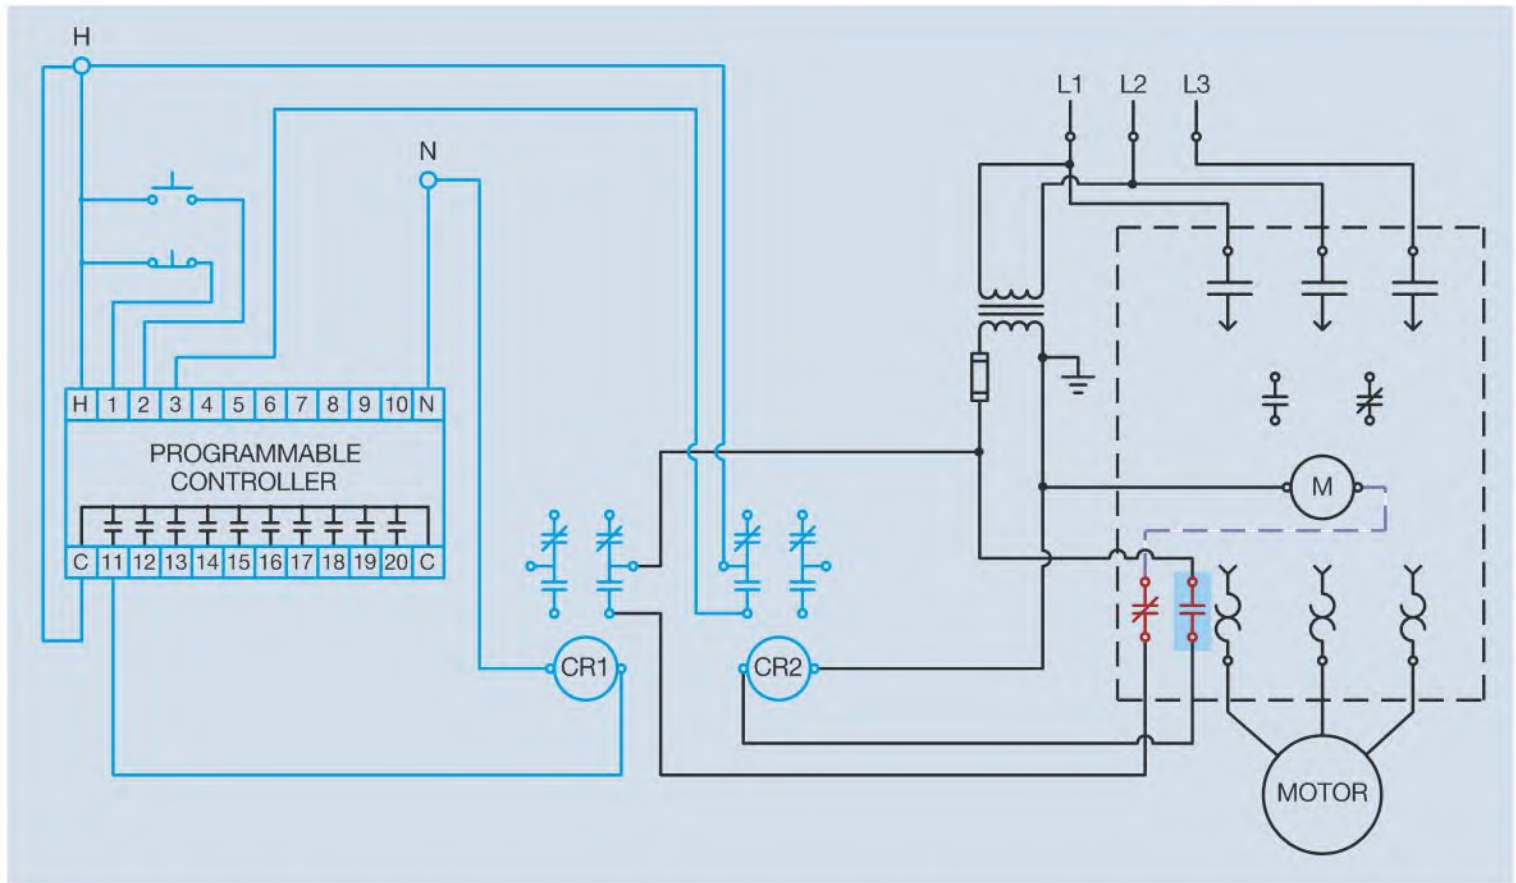 H
L1 L2 L3
N
H 1 2 3 4 5 6 7 8 9 10 N
PROGRAMMABLE
CONTROLLER
M
C 11 12 13 14 15 16 17 18 19 20 C
CR1 CR2
MOTOR